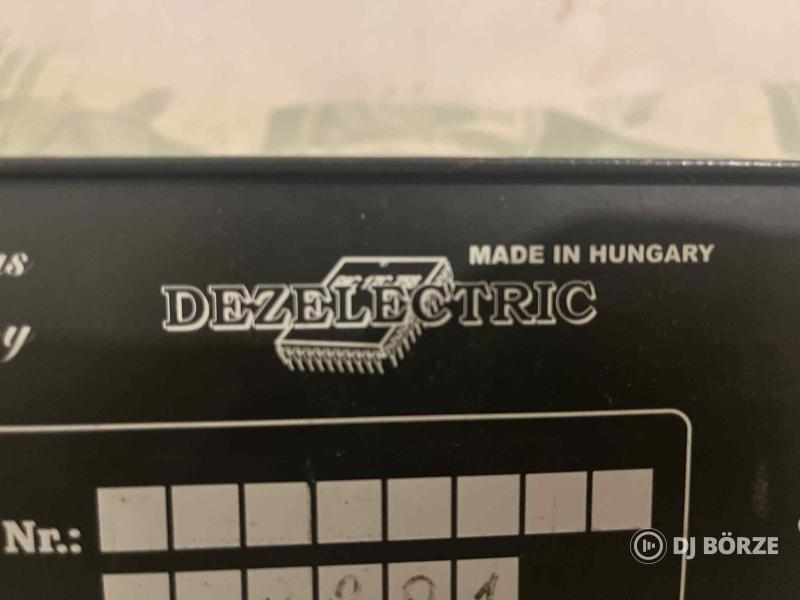 MADE IN HUNGARY
DEZELECTRIC
Nr.:
DJ BÖRZE